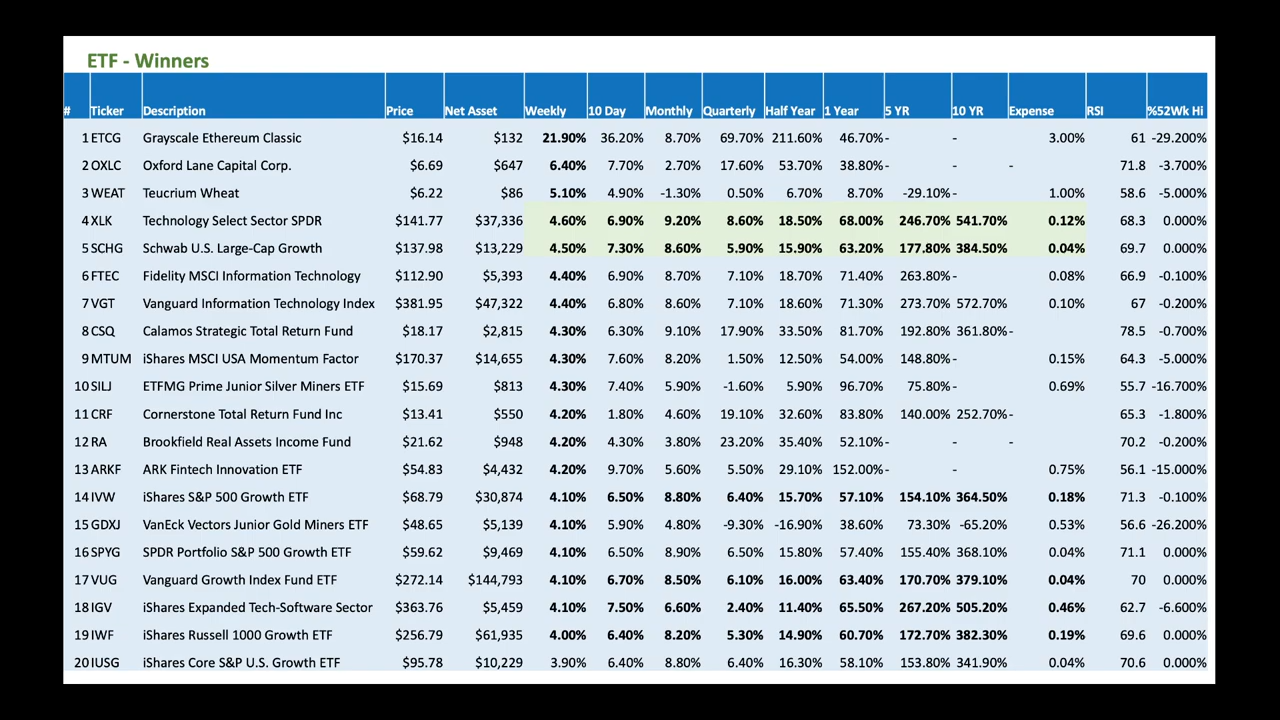 ETF - Winners
# Ticker Description Price Net Asset Weekly 10 Day Monthly Quarterly Half Year 1 Year 5 YR 10 YR Expense RSI %52Wk Hi
1 ETCG Grayscale Ethereum Classic $16.14 $132 21.90% 36.20% 8.70% 69.70% 211.60% 46.70% - - 3.00% 61 -29.200%
2 OXLC Oxford Lane Capital Corp. $6.69 $647 6.40% 7.70% 2.70% 17.60% 53.70% 38.80% - - - 71.8 -3.700%
3 WEAT Teucrium Wheat $6.22 $86 5.10% 4.90% -1.30% 0.50% 6.70% 8.70% -29.10% - 1.00% 58.6 -5.000%
4 XLK Technology Select Sector SPDR $141.77 $37,336 4.60% 6.90% 9.20% 8.60% 18.50% 68.00% 246.70% 541.70% 0.12% 68.3 0.000%
5 SCHG Schwab U.S. Large-Cap Growth $137.98 $13,229 4.50% 7.30% 8.60% 5.90% 15.90% 63.20% 177.80% 384.50% 0.04% 69.7 0.000%
6 FTEC Fidelity MSCI Information Technology $112.90 $5,393 4.40% 6.90% 8.70% 7.10% 18.70% 71.40% 263.80% - 0.08% 66.9 -0.100%
7 VGT Vanguard Information Technology Index $381.95 $47,322 4.40% 6.80% 8.60% 7.10% 18.60% 71.30% 273.70% 572.70% 0.10% 67 -0.200%
8 CSQ Calamos Strategic Total Return Fund $18.17 $2,815 4.30% 6.30% 9.10% 17.90% 33.50% 81.70% 192.80% 361.80% - 78.5 -0.700%
9 MTUM iShares MSCI USA Momentum Factor $170.37 $14,655 4.30% 7.60% 8.20% 1.50% 12.50% 54.00% 148.80% - 0.15% 64.3 -5.000%
10 SILJ ETFMG Prime Junior Silver Miners ETF $15.69 $813 4.30% 7.40% 5.90% -1.60% 5.90% 96.70% 75.80% - 0.69% 55.7 -16.700%
11 CRF Cornerstone Total Return Fund Inc $13.41 $550 4.20% 1.80% 4.60% 19.10% 32.60% 83.80% 140.00% 252.70% - 65.3 -1.800%
12 RA Brookfield Real Assets Income Fund $21.62 $948 4.20% 4.30% 3.80% 23.20% 35.40% 52.10% - - - 70.2 -0.200%
13 ARKF ARK Fintech Innovation ETF $54.83 $4,432 4.20% 9.70% 5.60% 5.50% 29.10% 152.00% - - 0.75% 56.1 -15.000%
14 IVW iShares S&P 500 Growth ETF $68.79 $30,874 4.10% 6.50% 8.80% 6.40% 15.70% 57.10% 154.10% 364.50% 0.18% 71.3 -0.100%
15 GDXJ VanEck Vectors Junior Gold Miners ETF $48.65 $5,139 4.10% 5.90% 4.80% -9.30% -16.90% 38.60% 73.30% -65.20% 0.53% 56.6 -26.200%
16 SPYG SPDR Portfolio S&P 500 Growth ETF $59.62 $9,469 4.10% 6.50% 8.90% 6.50% 15.80% 57.40% 155.40% 368.10% 0.04% 71.1 0.000%
17 VUG Vanguard Growth Index Fund ETF $272.14 $144,793 4.10% 6.70% 8.50% 6.10% 16.00% 63.40% 170.70% 379.10% 0.04% 70 0.000%
18 IGV iShares Expanded Tech-Software Sector $363.76 $5,459 4.10% 7.50% 6.60% 2.40% 11.40% 65.50% 267.20% 505.20% 0.46% 62.7 -6.600%
19 IWF iShares Russell 1000 Growth ETF $256.79 $61,935 4.00% 6.40% 8.20% 5.30% 14.90% 60.70% 172.70% 382.30% 0.19% 69.6 0.000%
20 IUSG iShares Core S&P U.S. Growth ETF $95.78 $10,229 3.90% 6.40% 8.80% 6.40% 16.30% 58.10% 153.80% 341.90% 0.04% 70.6 0.000%